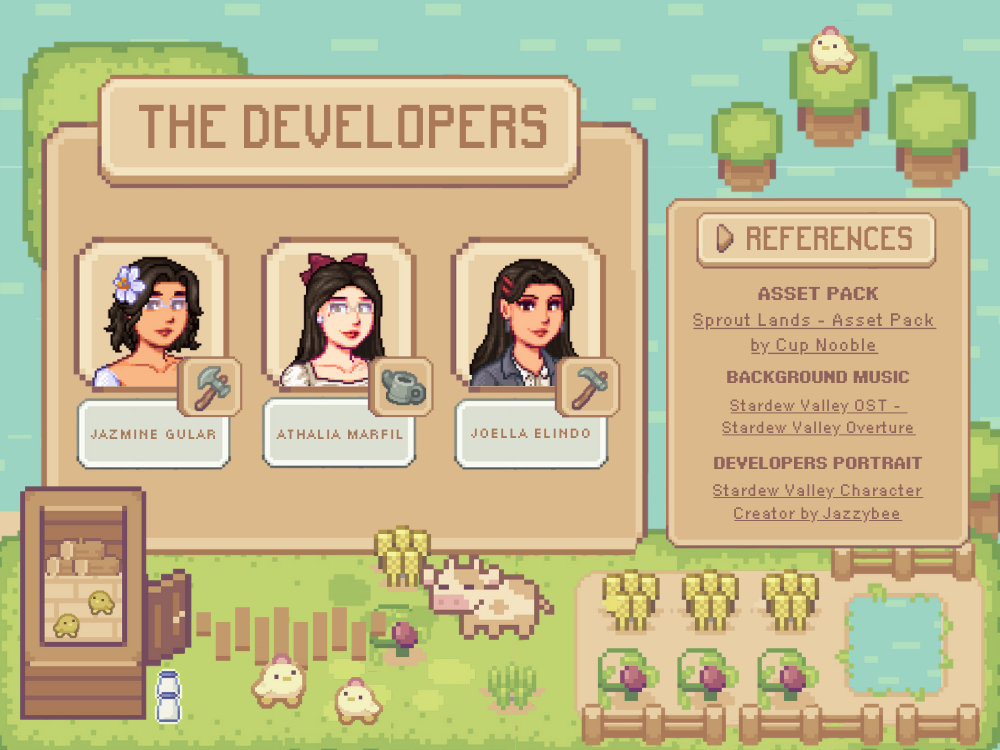 THE DEVELOPERS
JAZMINE GULAR
ATHALIA MARFIL
JOELLA ELINDO
REFERENCES
ASSET PACK
Sprout Lands - Asset Pack
by Cup Nooble
BACKGROUND MUSIC
Stardew Valley OST -
Stardew Valley Overture
DEVELOPERS PORTRAIT
Stardew Valley Character
Creator by Jazzybee